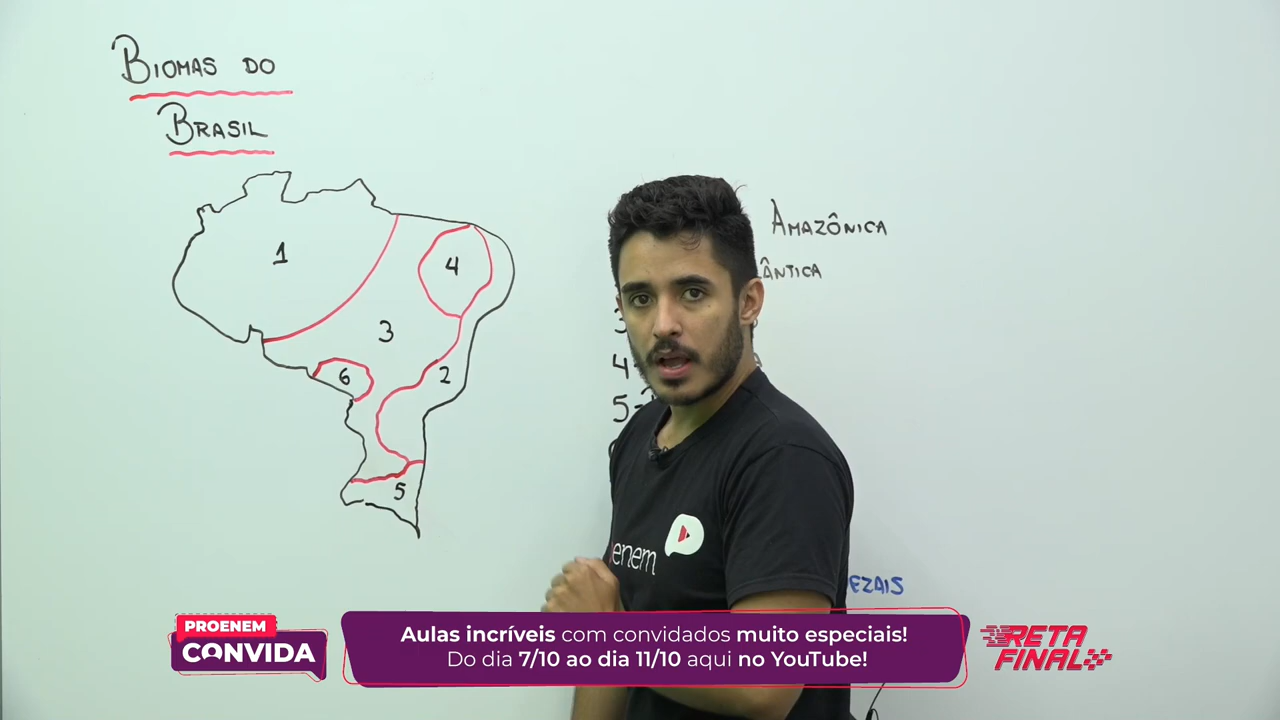 BIOMAS DO
BRASIL
1
4
3
6
2
5
AMAZÔNICA
ÂNTICA
3
4-
5-
enem
EZAIS
PROENEM
CONVIDA
Aulas incríveis com convidados muito especiais!
Do dia 7/10 ao dia 11/10 aqui no YouTube!
RETA
FINAL